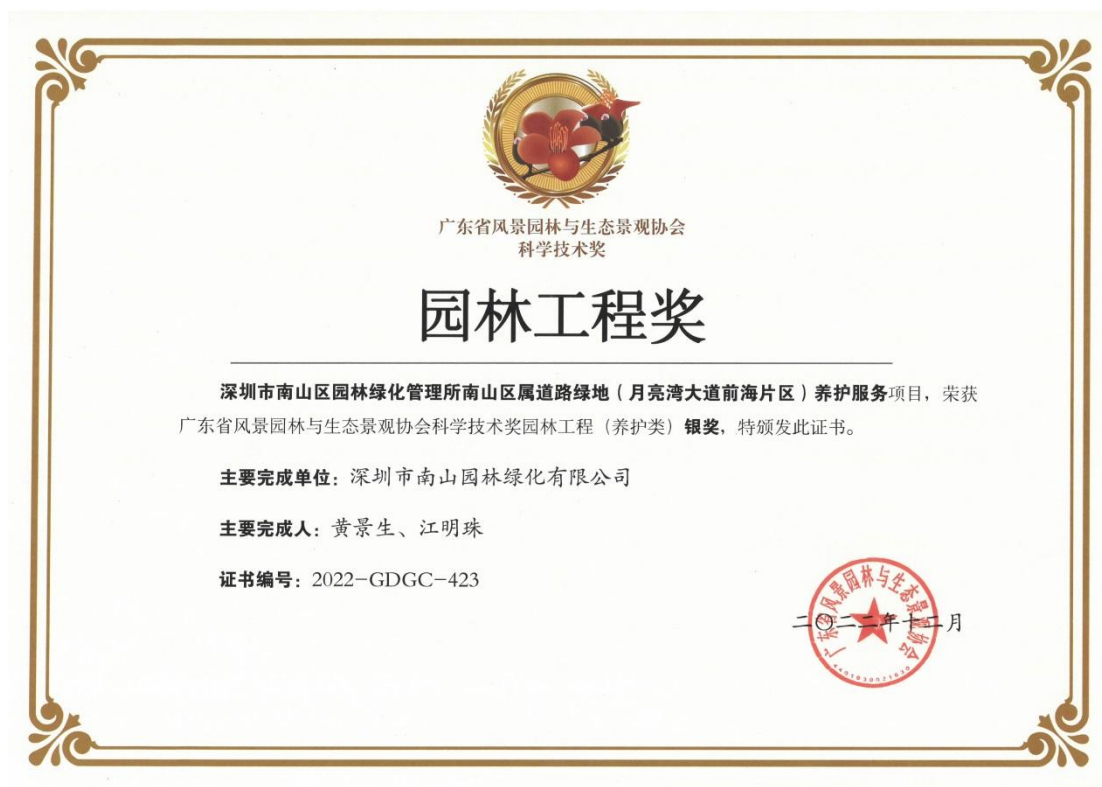 广东省风景园林与生态景观协会
科学技术奖
园林工程奖
深圳市南山区园林绿化管理所南山区属道路绿地（月亮湾大道前海片区）养护服务项目，荣获
广东省风景园林与生态景观协会科学技术奖园林工程（养护类）银奖，特颁发此证书。
主要完成单位：深圳市南山园林绿化有限公司
主要完成人：黄景生、江明珠
证书编号：2022-GDGC-423
广东省风景园林与生态景观协会
二〇二二年十二月